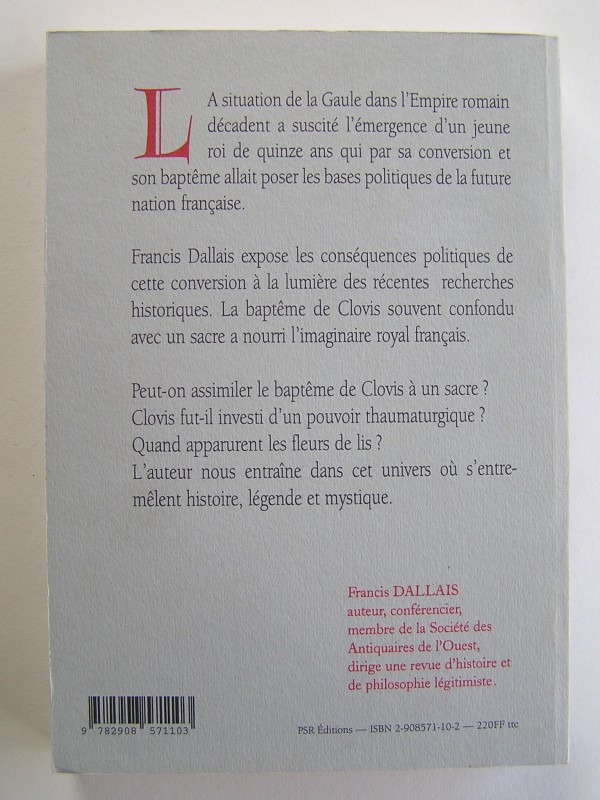 LA situation de la Gaule dans l'Empire romain
décadent a suscité l'émergence d'un jeune
roi de quinze ans qui par sa conversion et
son baptême allait poser les bases politiques de la future
nation française.
Francis Dallais expose les conséquences politiques de
cette conversion à la lumière des récentes recherches
historiques. La baptême de Clovis souvent confondu
avec un sacre a nourri l'imaginaire royal français.
Peut-on assimiler le baptême de Clovis à un sacre ?
Clovis fut-il investi d'un pouvoir thaumaturgique ?
Quand apparurent les fleurs de lis ?
L'auteur nous entraîne dans cet univers où s'entre-
mêlent histoire, légende et mystique.
Francis DALLAIS
auteur, conférencier,
membre de la Société des
Antiquaires de l'Ouest,
dirige une revue d'histoire et
de philosophie légitimiste.
9 782908 571103
PSR Éditions — ISBN 2-908571-10-2 — 220FF ttc